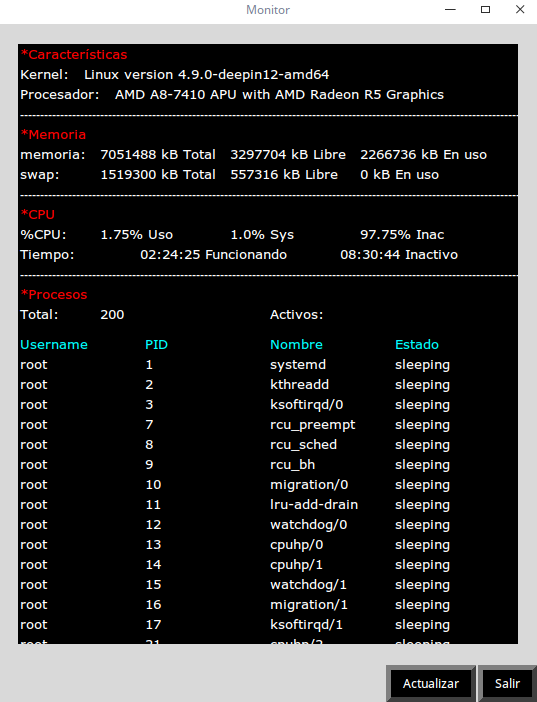 Monitor
*Características
Kernel: Linux version 4.9.0-deepin12-amd64
Procesador: AMD A8-7410 APU with AMD Radeon R5 Graphics
*Memoria
memoria: 7051488 kB Total 3297704 kB Libre 2266736 kB En uso
swap: 1519300 kB Total 557316 kB Libre 0 kB En uso
*CPU
%CPU: 1.75% Uso 1.0% Sys 97.75% Inac
Tiempo: 02:24:25 Funcionando 08:30:44 Inactivo
*Procesos
Total: 200 Activos:
Username PID Nombre Estado
root 1 systemd sleeping
root 2 kthreadd sleeping
root 3 ksoftirqd/0 sleeping
root 7 rcu_preempt sleeping
root 8 rcu_sched sleeping
root 9 rcu_bh sleeping
root 10 migration/0 sleeping
root 11 lru-add-drain sleeping
root 12 watchdog/0 sleeping
root 13 cpuhp/0 sleeping
root 14 cpuhp/1 sleeping
root 15 watchdog/1 sleeping
root 16 migration/1 sleeping
root 17 ksoftirqd/1 sleeping
root 21 cpuhp/2 sleeping
Actualizar Salir